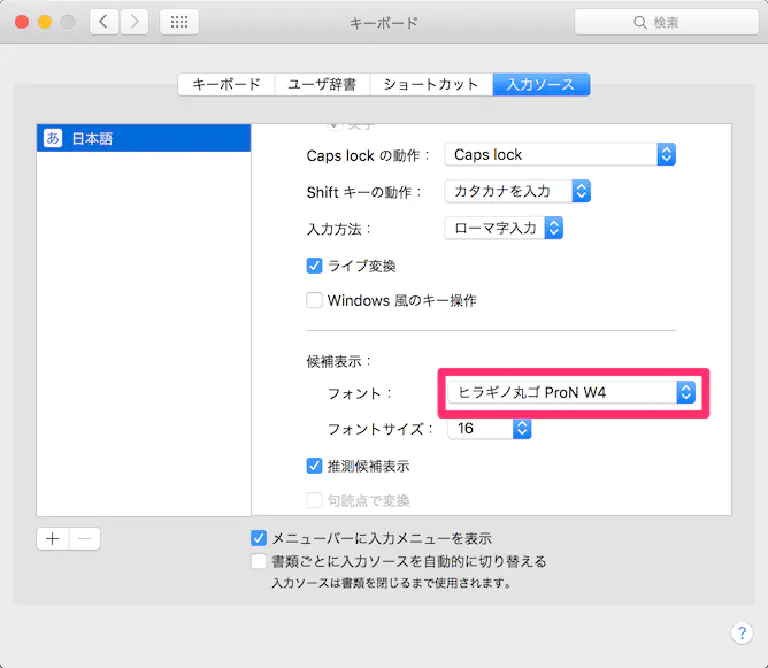 キーボード
検索
キーボード ユーザ辞書 ショートカット 入力ソース
あ 日本語
英字
Caps lock の動作： Caps lock
Shift キーの動作： カタカナを入力
入力方法： ローマ字入力
ライブ変換
Windows 風のキー操作
候補表示：
フォント： ヒラギノ丸ゴ ProN W4
フォントサイズ： 16
推測候補表示
句読点で変換
メニューバーに入力メニューを表示
書類ごとに入力ソースを自動的に切り替える
入力ソースは書類を閉じるまで使用されます。
?